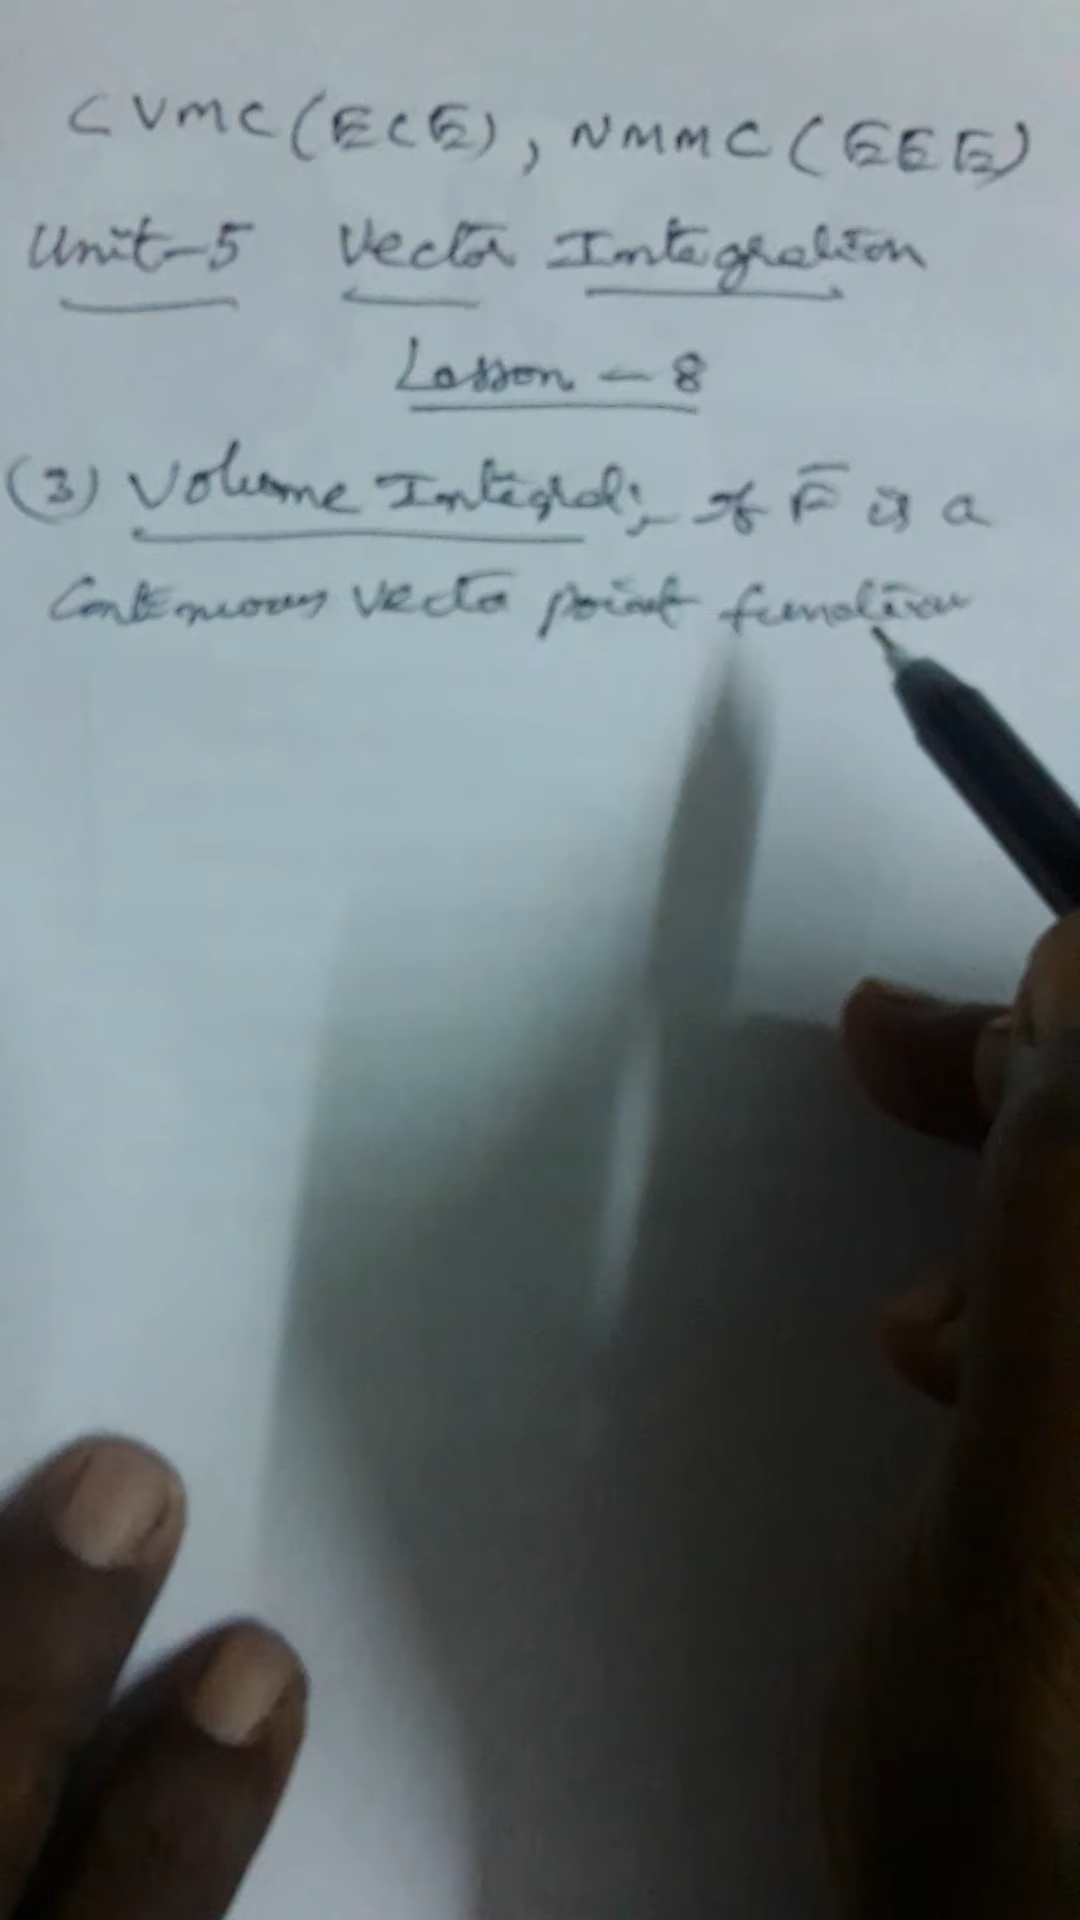 CVMC (ECE), NMMC (EEE)
Unit-5 Vector Integration
Lesson - 8
(3) Volume Integral:- If F̅ is a
Continuous vector point function